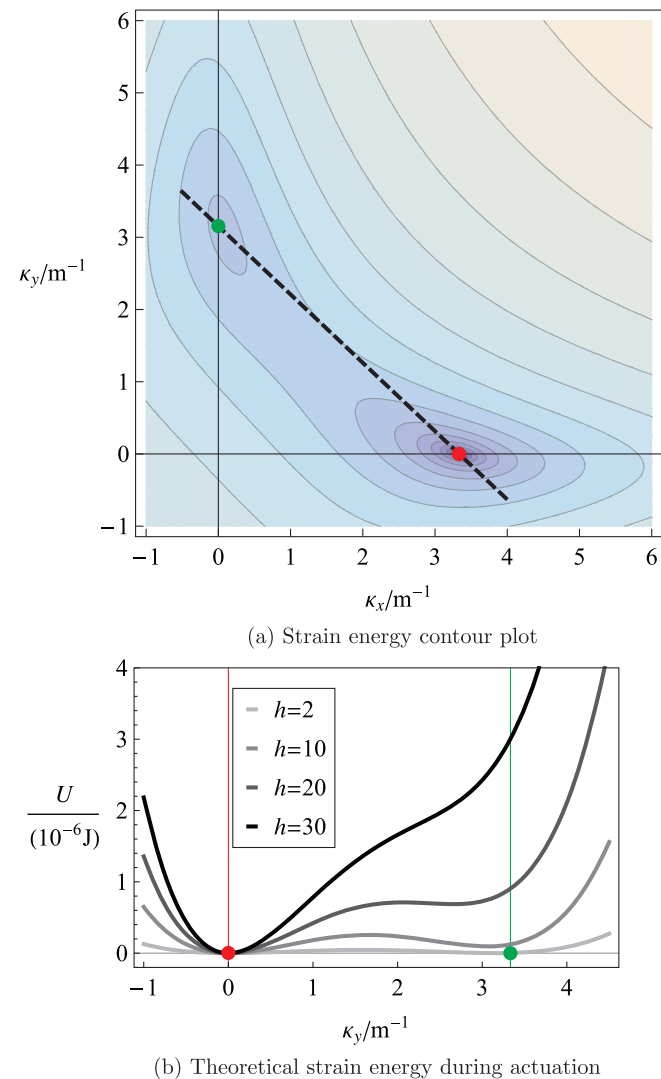 6
5
4
3
κy/m⁻¹
2
1
0
−1
−1 0 1 2 3 4 5 6
κx/m⁻¹
(a) Strain energy contour plot
4
h=2
3
h=10
U
2
h=20
(10⁻⁶J)
h=30
1
0
−1 0 1 2 3 4
κy/m⁻¹
(b) Theoretical strain energy during actuation